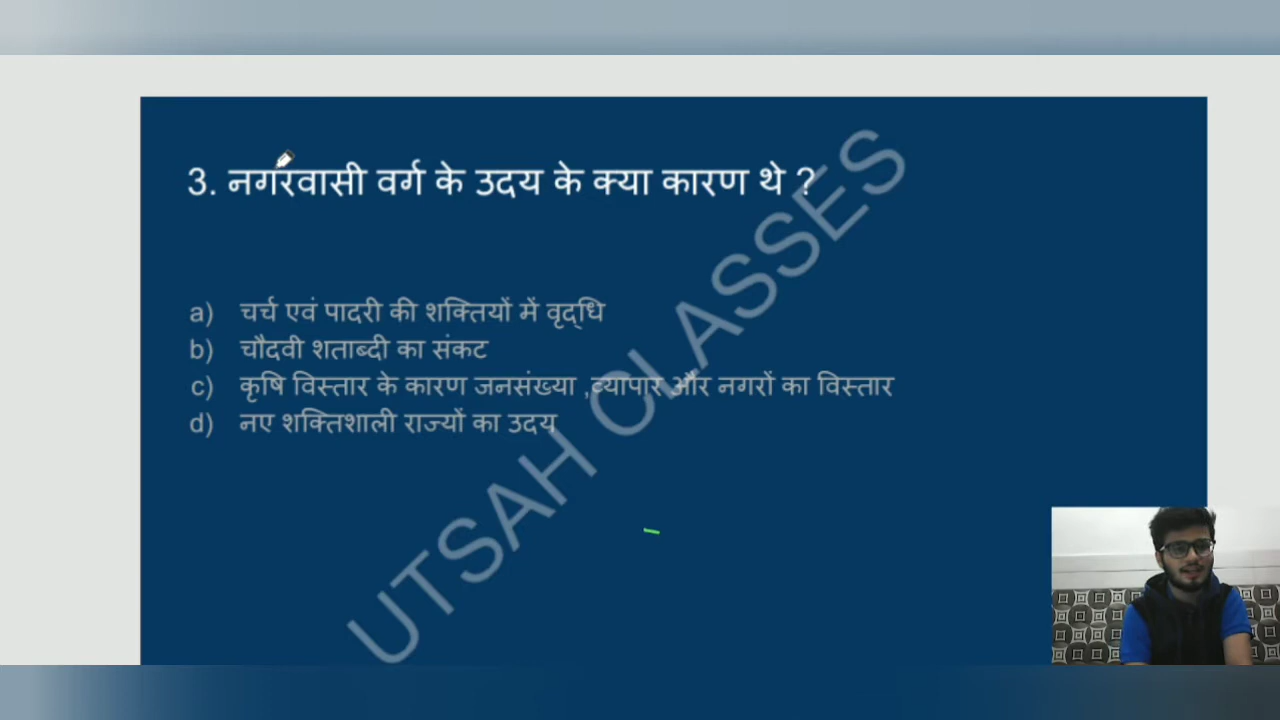 3. नगरवासी वर्ग के उदय के क्या कारण थे ?
a) चर्च एवं पादरी की शक्तियों में वृद्धि
b) चौदवी शताब्दी का संकट
c) कृषि विस्तार के कारण जनसंख्या ,व्यापार और नगरों का विस्तार
d) नए शक्तिशाली राज्यों का उदय
UTSAH CLASSES